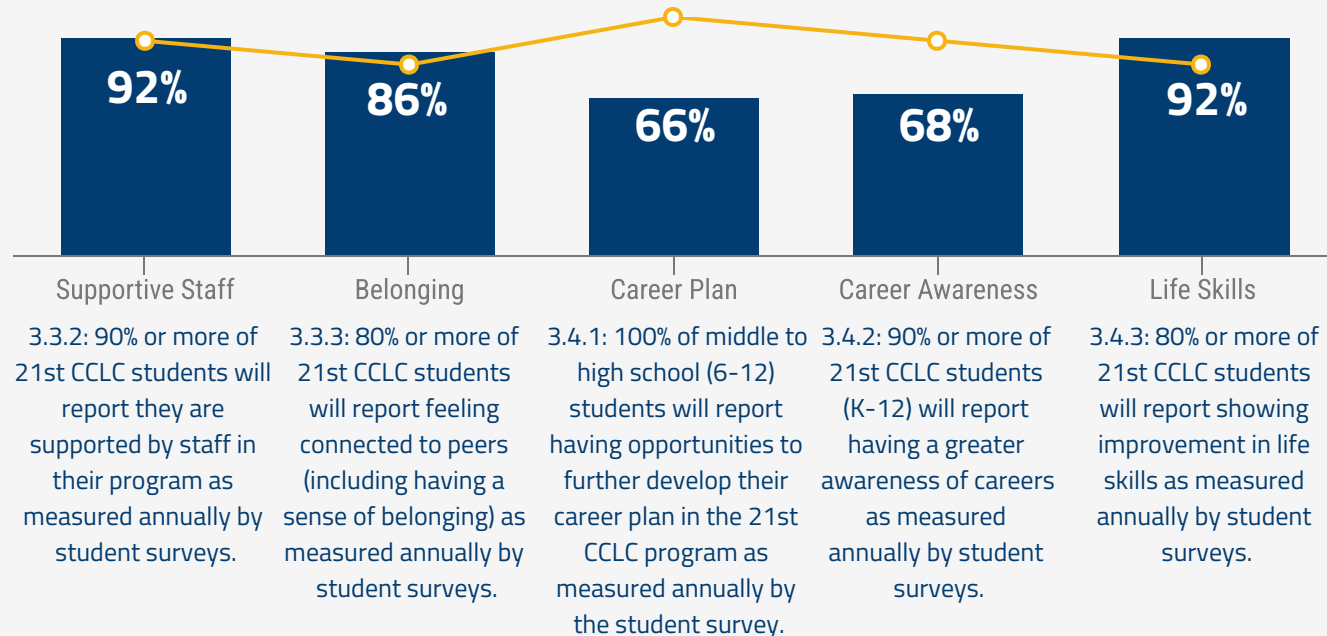 92%
86%
66%
68%
92%
Supportive Staff
Belonging
Career Plan
Career Awareness
Life Skills
3.3.2: 90% or more of
21st CCLC students will
report they are
supported by staff in
their program as
measured annually by
student surveys.
3.3.3: 80% or more of
21st CCLC students
will report feeling
connected to peers
(including having a
sense of belonging) as
measured annually by
student surveys.
3.4.1: 100% of middle to
high school (6-12)
students will report
having opportunities to
further develop their
career plan in the 21st
CCLC program as
measured annually by
the student survey.
3.4.2: 90% or more of
21st CCLC students
(K-12) will report
having a greater
awareness of careers
as measured
annually by student
surveys.
3.4.3: 80% or more of
21st CCLC students
will report showing
improvement in life
skills as measured
annually by student
surveys.